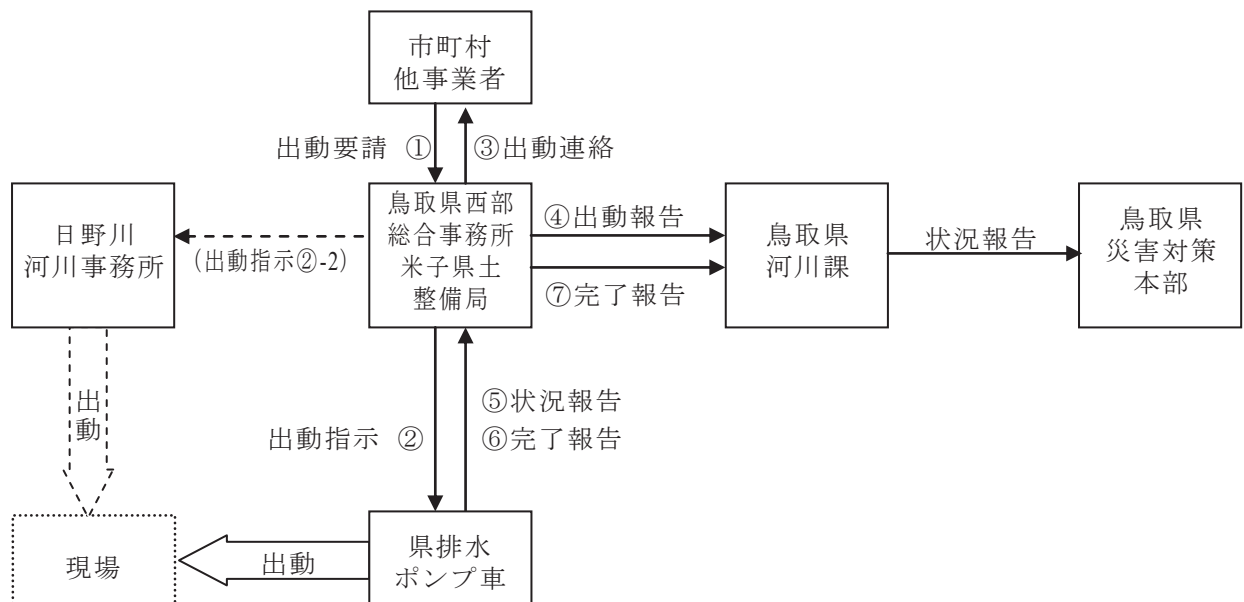 市町村
他事業者
出動要請 ①
③出動連絡
日野川
河川事務所
(出動指示②-2)
鳥取県西部
総合事務所
米子県土
整備局
④出動報告
⑦完了報告
鳥取県
河川課
状況報告
鳥取県
災害対策
本部
出動
出動指示 ②
⑤状況報告
⑥完了報告
現場
出動
県排水
ポンプ車